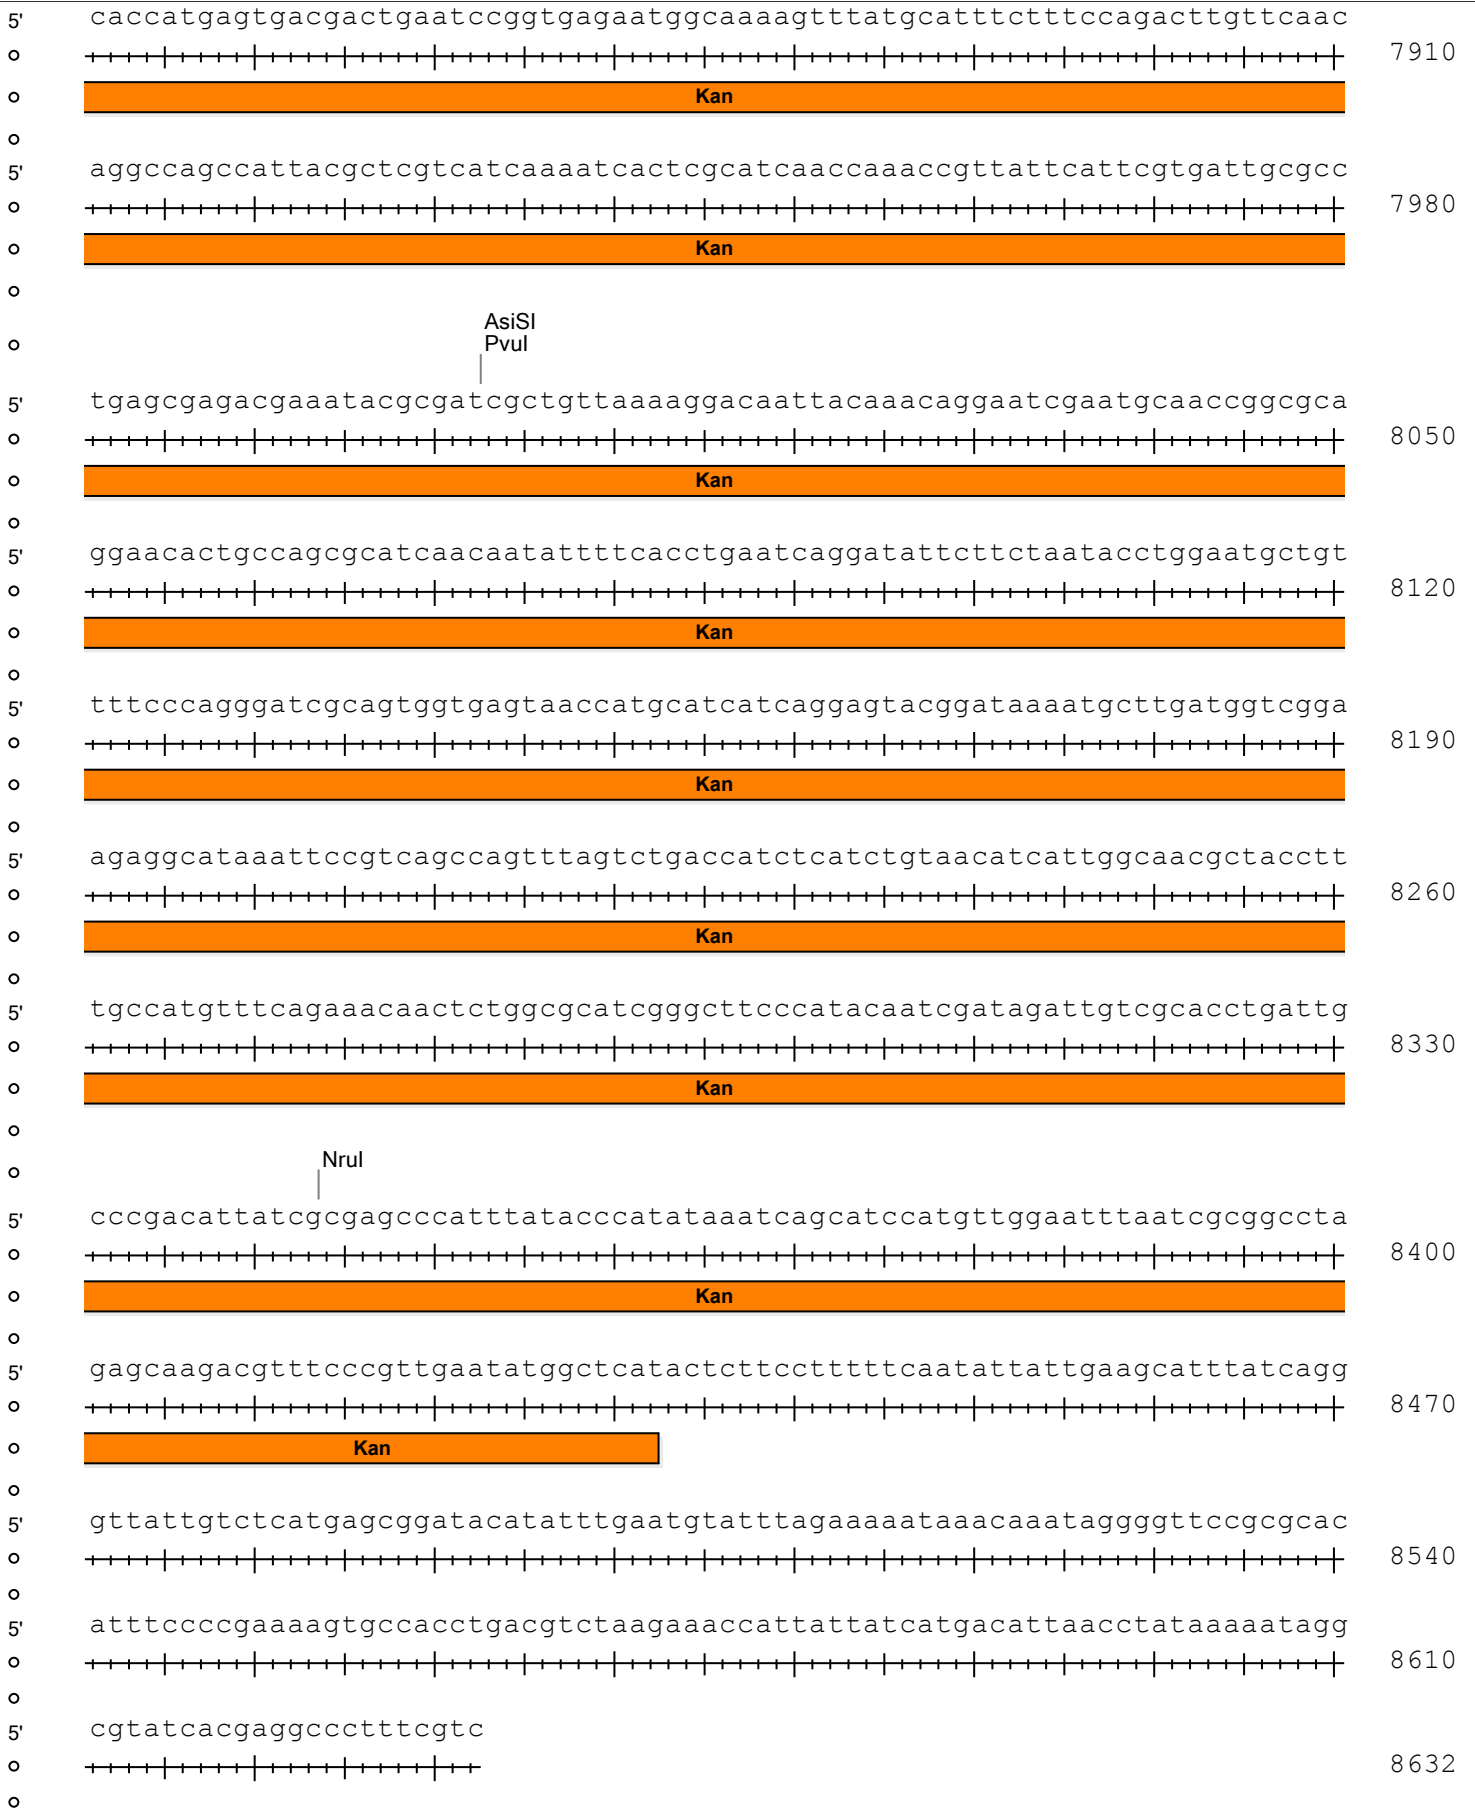 5' caccatgagtgacgactgaatccggtgagaatggcaaaagtttatgcatttctttccagacttgttcaac
7910
Kan
5' aggccagccattacgctcgtcatcaaaatcactcgcatcaaccaaaccgttattcattcgtgattgcgcc
7980
Kan
AsiSI
PvuI
5' tgagcgagacgaaatacgcgatcgctgttaaaaggacaattacaaacaggaatcgaatgcaaccggcgca
8050
Kan
5' ggaacactgccagcgcatcaacaatattttcacctgaatcaggatattcttctaatacctggaatgctgt
8120
Kan
5' tttcccagggatcgcagtggtgagtaaccatgcatcatcaggagtacggataaaatgcttgatggtcgga
8190
Kan
5' agaggcataaattccgtcagccagtttagtctgaccatctcatctgtaacatcattggcaacgctacctt
8260
Kan
5' tgccatgtttcagaaacaactctggcgcatcgggcttcccatacaatcgatagattgtcgcacctgattg
8330
Kan
NruI
5' cccgacattatcgcgagcccatttatacccatataaatcagcatccatgttggaatttaatcgcggccta
8400
Kan
5' gagcaagacgtttcccgttgaatatggctcatactcttcctttttcaatattattgaagcatttatcagg
8470
Kan
5' gttattgtctcatgagcggatacatatttgaatgtatttagaaaaataaacaaataggggttccgcgcac
8540
5' atttccccgaaaagtgccacctgacgtctaagaaaccattattatcatgacattaacctataaaaatagg
8610
5' cgtatcacgaggccctttcgtc
8632